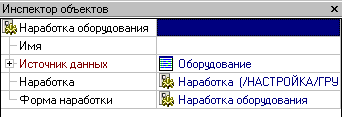 Инспектор объектов
Наработка оборудования
Имя
Источник данных Оборудование
Наработка Наработка (/НАСТРОЙКА/ГРУ
Форма наработки Наработка оборудования